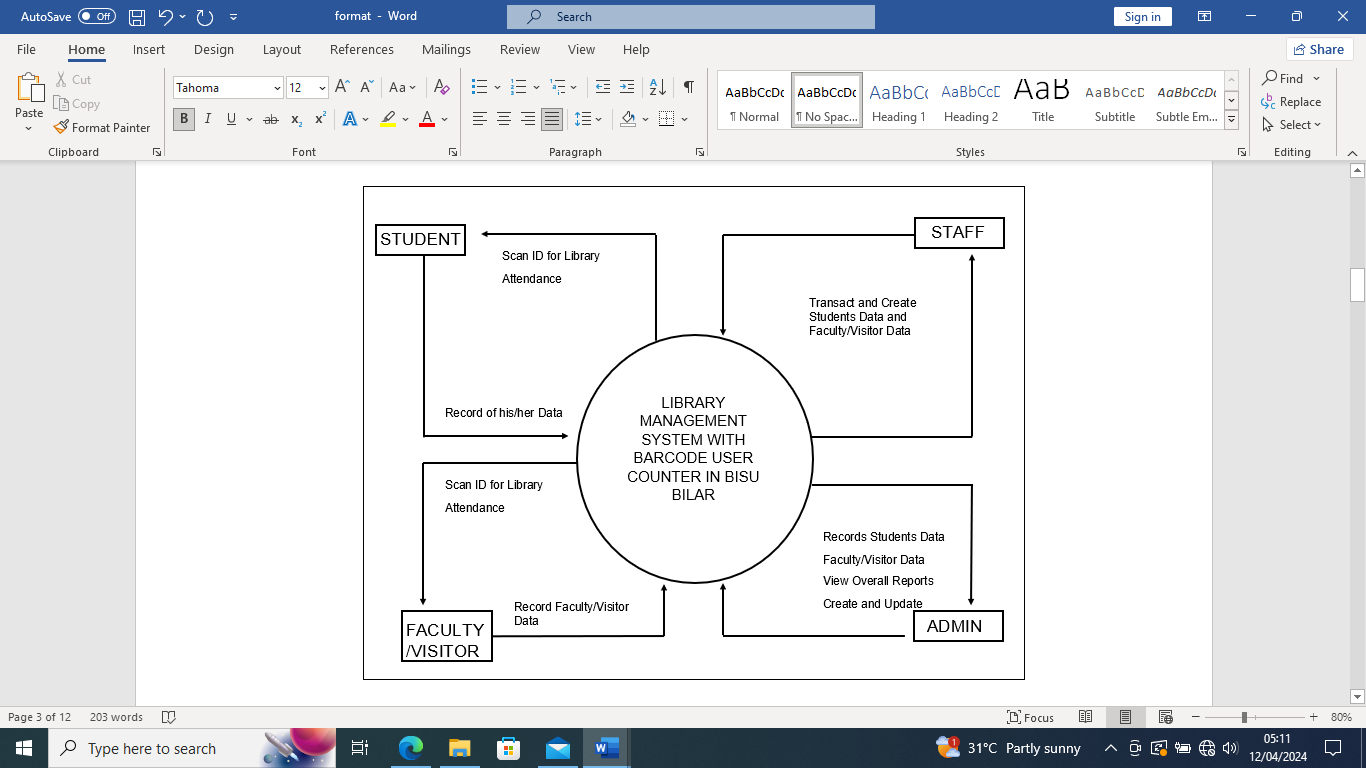 AutoSave Off
format - Word
Search
Sign in
File Home Insert Design Layout References Mailings Review View Help
Share
Paste
Cut
Copy
Format Painter
Clipboard
Tahoma 12
Font
Paragraph
AaBbCcDc AaBbCcDc AaBbCc AaBbCcD AaB AaBbCcD AaBbCcDc
¶ Normal ¶ No Spac... Heading 1 Heading 2 Title Subtitle Subtle Em...
Styles
Find
Replace
Select
Editing
STUDENT
Scan ID for Library
Attendance
STAFF
Transact and Create
Students Data and
Faculty/Visitor Data
Record of his/her Data
LIBRARY
MANAGEMENT
SYSTEM WITH
BARCODE USER
COUNTER IN BISU
BILAR
Scan ID for Library
Attendance
Records Students Data
Faculty/Visitor Data
View Overall Reports
Create and Update
Record Faculty/Visitor
Data
FACULTY
/VISITOR
ADMIN
Page 3 of 12 203 words
Focus
80%
Type here to search
31°C Partly sunny
05:11
12/04/2024